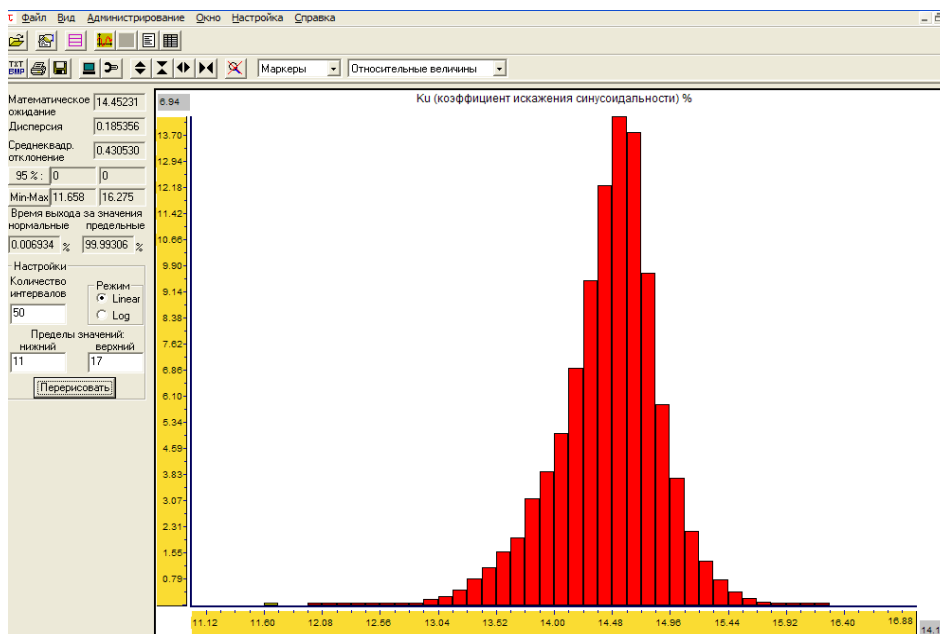 Файл Вид Администрирование Окно Настройка Справка
TXT
BMP
Маркеры
Относительные величины
Математическое ожидание 14.45231
Дисперсия 0.185356
Среднеквадр. отклонение 0.430530
95 % : 0 0
Min-Max 11.658 16.275
Время выхода за значения
нормальные предельные
0.006934 % 99.99306 %
Настройки
Количество интервалов
50
Режим
Linear
Log
Пределы значений:
нижний верхний
11 17
Перерисовать
6.94
Ku (коэффициент искажения синусоидальности) %
13.70
12.94
12.18
11.42
10.66
9.90
9.14
8.38
7.62
6.86
6.10
5.34
4.59
3.83
3.07
2.31
1.55
0.79
11.12 11.60 12.08 12.56 13.04 13.52 14.00 14.48 14.96 15.44 15.92 16.40 16.88
14.1